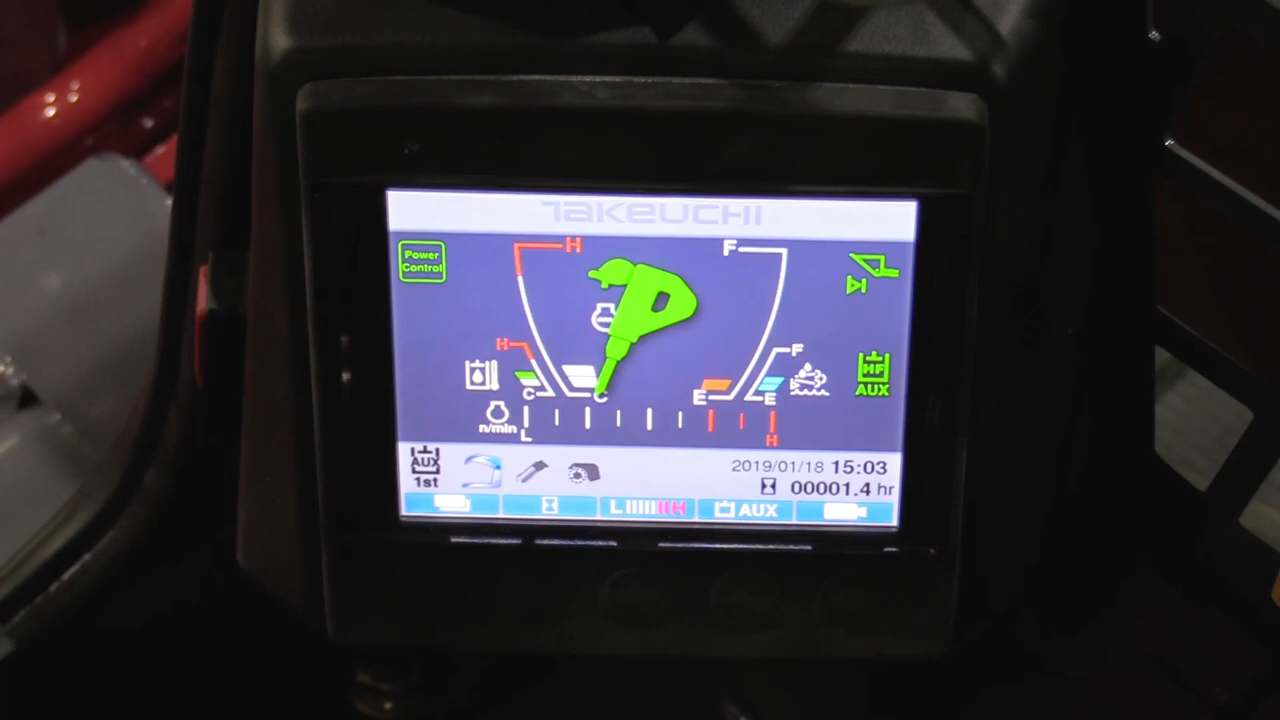 TAKEUCHI
Power
Control
H
F
H
F
C
C
E
E
HF
AUX
n/min
L
H
AUX
1st
2019/01/18 15:03
00001.4 hr
L H
AUX